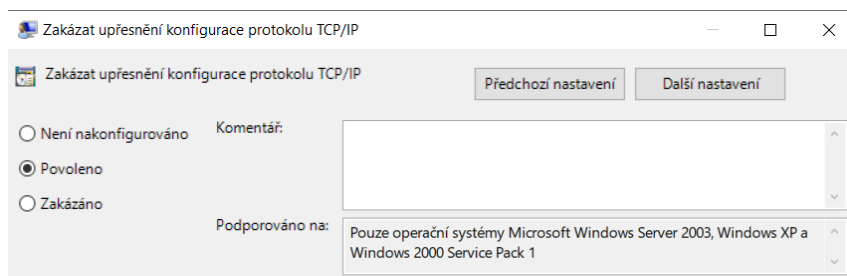 Zakázat upřesnění konfigurace protokolu TCP/IP
Zakázat upřesnění konfigurace protokolu TCP/IP
Předchozí nastavení
Další nastavení
Není nakonfigurováno
Povoleno
Zakázáno
Komentář:
Podporováno na:
Pouze operační systémy Microsoft Windows Server 2003, Windows XP a
Windows 2000 Service Pack 1